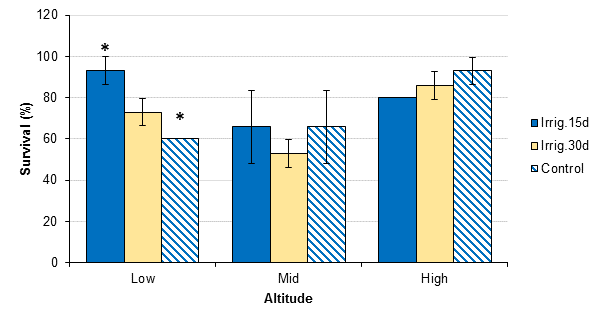 120
100
80
60
40
20
0
Survival (%)
*
*
Low
Mid
High
Altitude
Irrig.15d
Irrig.30d
Control